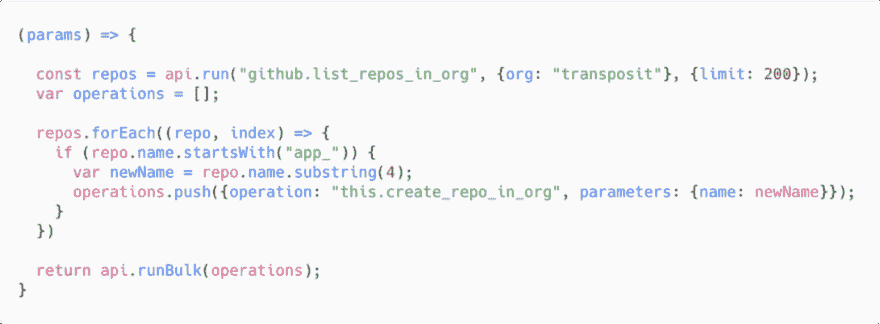 (params) => {
const repos = api.run("github.list_repos_in_org", {org: "transposit"}, {limit: 200});
var operations = [];
repos.forEach((repo, index) => {
if (repo.name.startsWith("app_")) {
var newName = repo.name.substring(4);
operations.push({operation: "this.create_repo_in_org", parameters: {name: newName}});
}
})
return api.runBulk(operations);
}